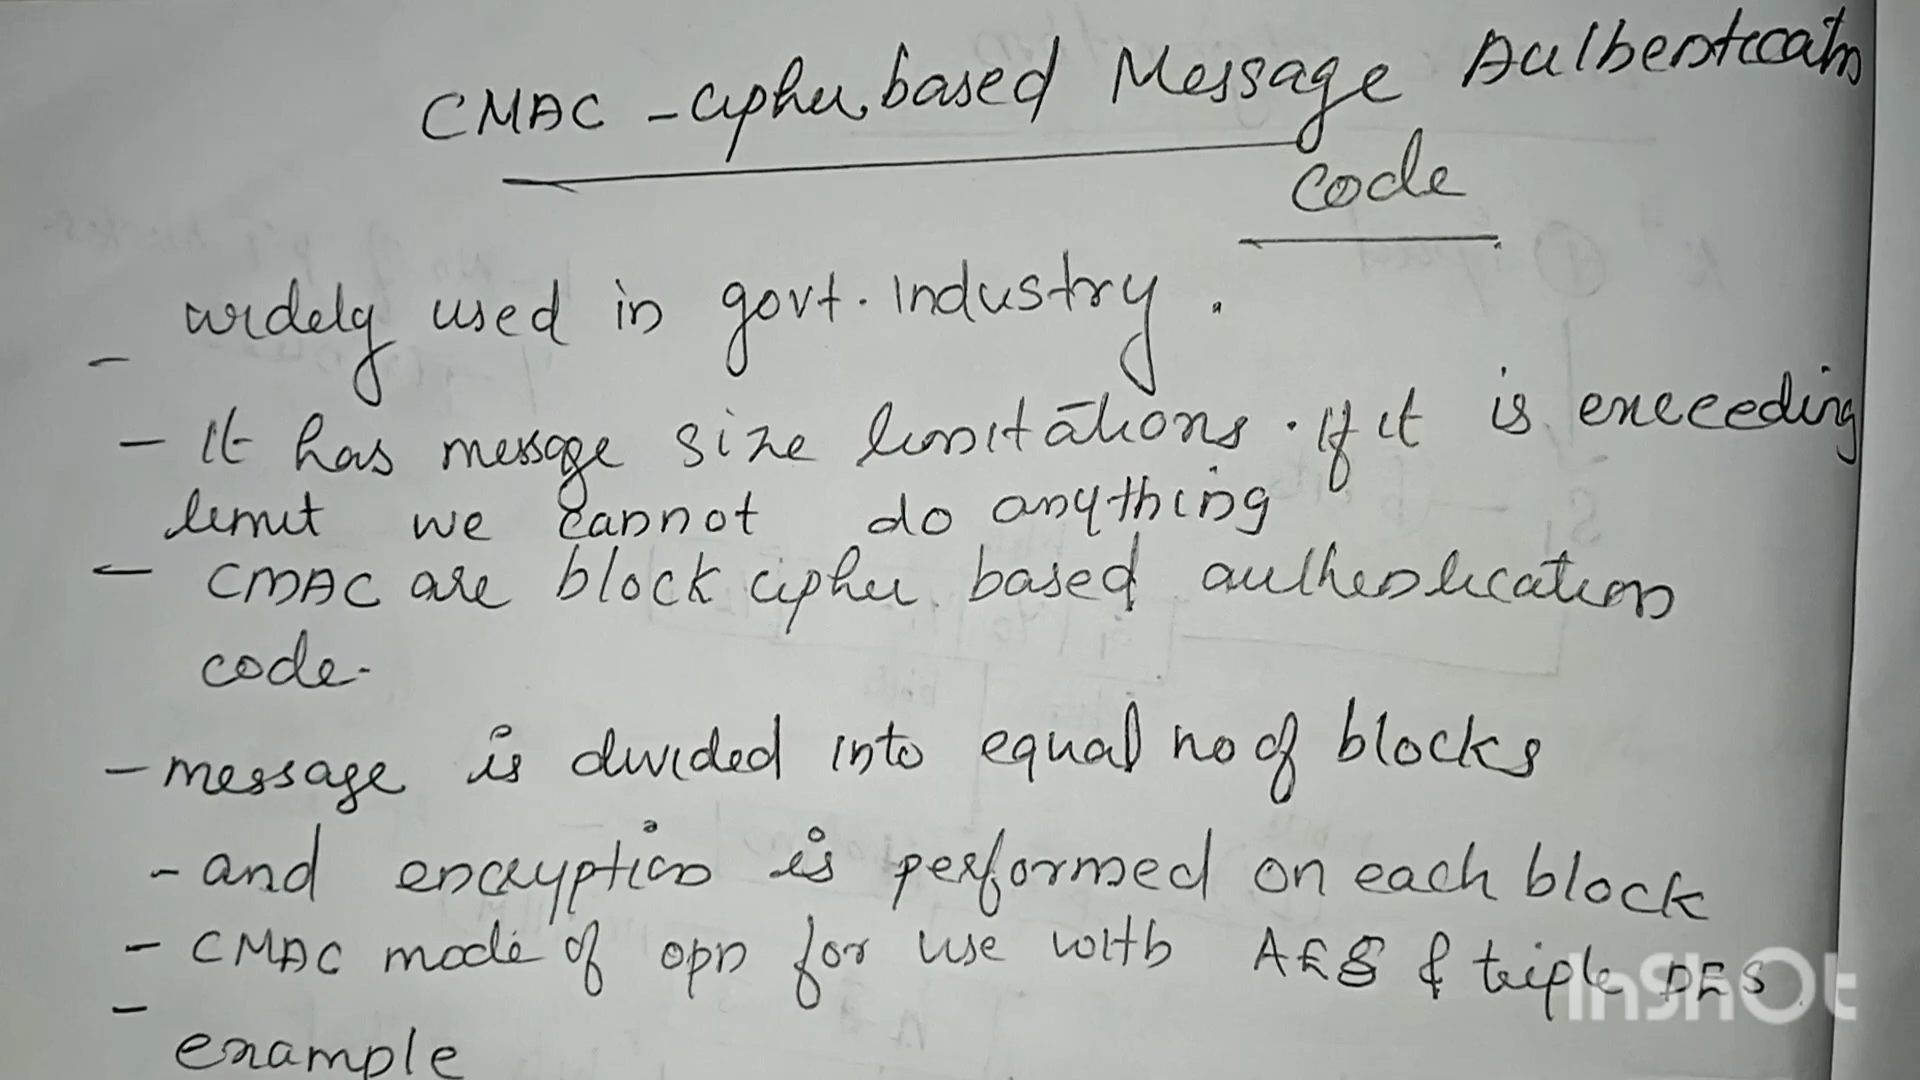 CMAC - cipher based Message Authentication
code
widely used in govt. industry.
- It has message size limitations. If it is exceeding
limit we cannot do anything
- CMAC are block cipher based authentication
code.
- message is divided into equal no of blocks
- and encryption is performed on each block
- CMAC mode of opn for use with AES & triple DES
- example
InShOt